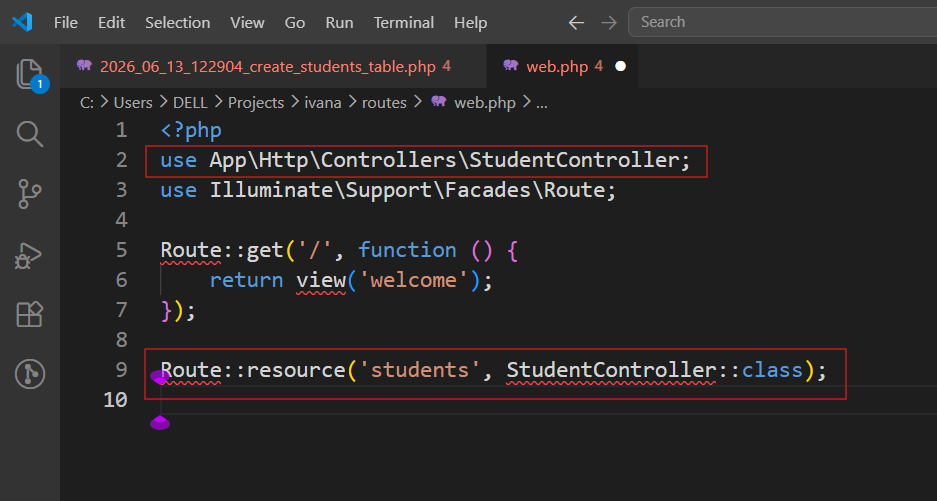 File Edit Selection View Go Run Terminal Help Search
2026_06_13_122904_create_students_table.php 4 web.php 4
1
C: > Users > DELL > Projects > ivana > routes > web.php > ...
1 <?php
2 use App\Http\Controllers\StudentController;
3 use Illuminate\Support\Facades\Route;
4
5 Route::get('/', function () {
6     return view('welcome');
7 });
8
9 Route::resource('students', StudentController::class);
10